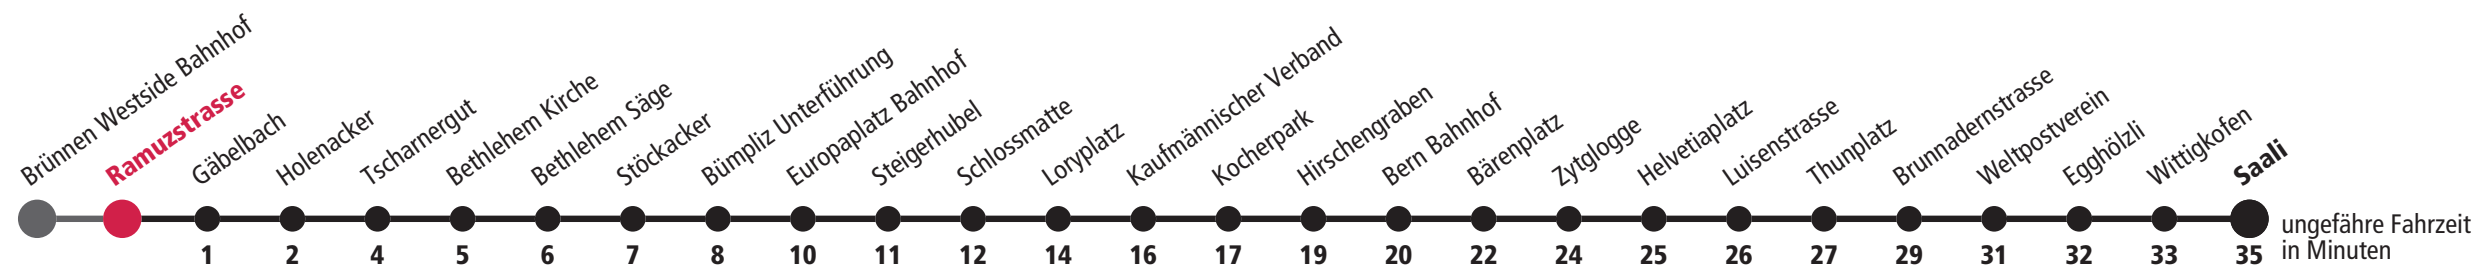 Brünnen Westside Bahnhof
Ramuzstrasse
Gäbelbach
Holenacker
Tscharnergut
Bethlehem Kirche
Bethlehem Säge
Stöckacker
Bümpliz Unterführung
Europaplatz Bahnhof
Steigerhubel
Schlossmatte
Loryplatz
Kaufmännischer Verband
Kocherpark
Hirschengraben
Bern Bahnhof
Bärenplatz
Zytglogge
Helvetiaplatz
Luisenstrasse
Thunplatz
Brunnadernstrasse
Weltpostverein
Egghölzli
Wittigkofen
Saali
1 2 4 5 6 7 8 10 11 12 14 16 17 19 20 22 24 25 26 27 29 31 32 33 35
ungefähre Fahrzeit
in Minuten